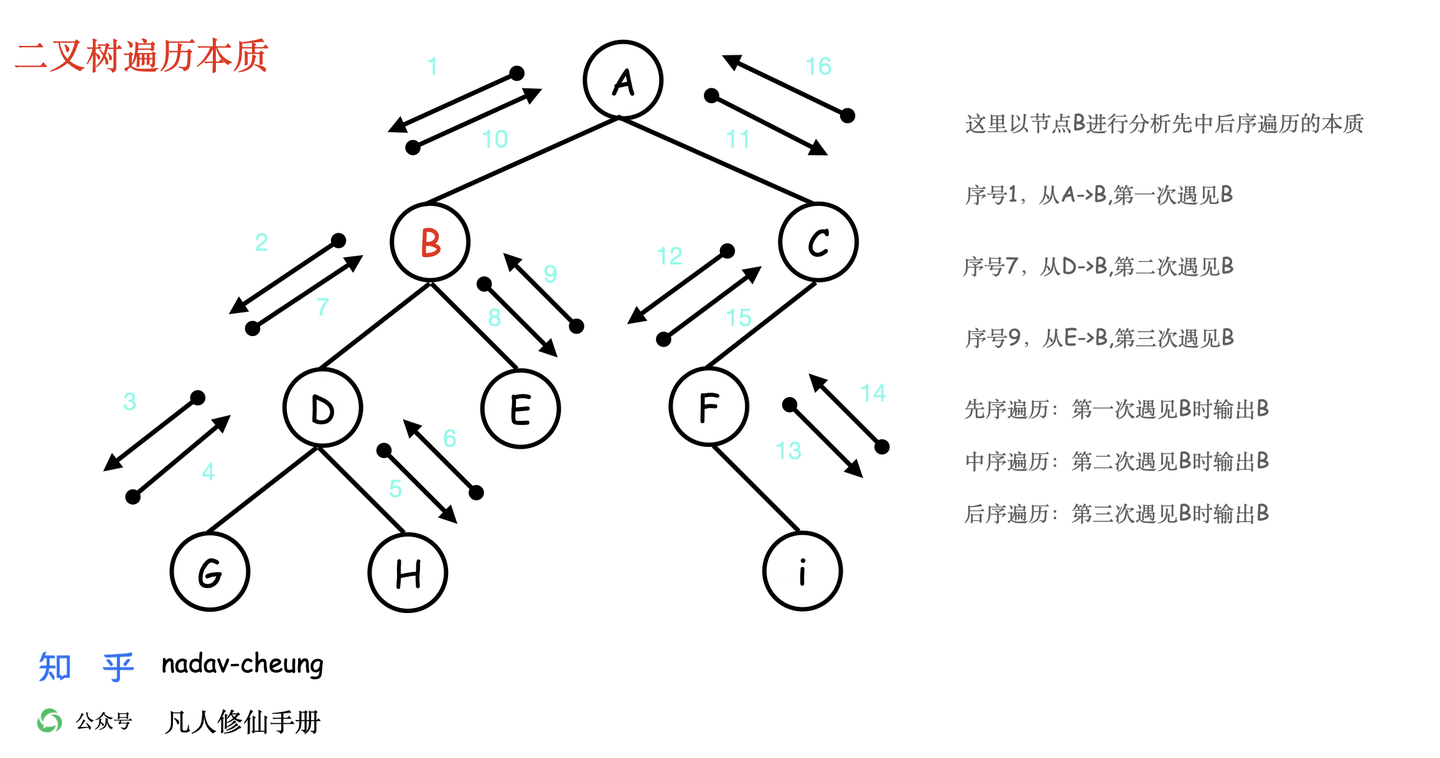 二叉树遍历本质
1
16
A
10
11
这里以节点B进行分析先中后序遍历的本质
序号1，从A->B,第一次遇见B
2
B
9
12
C
7
8
15
序号7，从D->B,第二次遇见B
序号9，从E->B,第三次遇见B
3
D
E
F
14
先序遍历：第一次遇见B时输出B
4
6
5
13
中序遍历：第二次遇见B时输出B
后序遍历：第三次遇见B时输出B
G
H
i
知 乎 nadav-cheung
公众号 凡人修仙手册